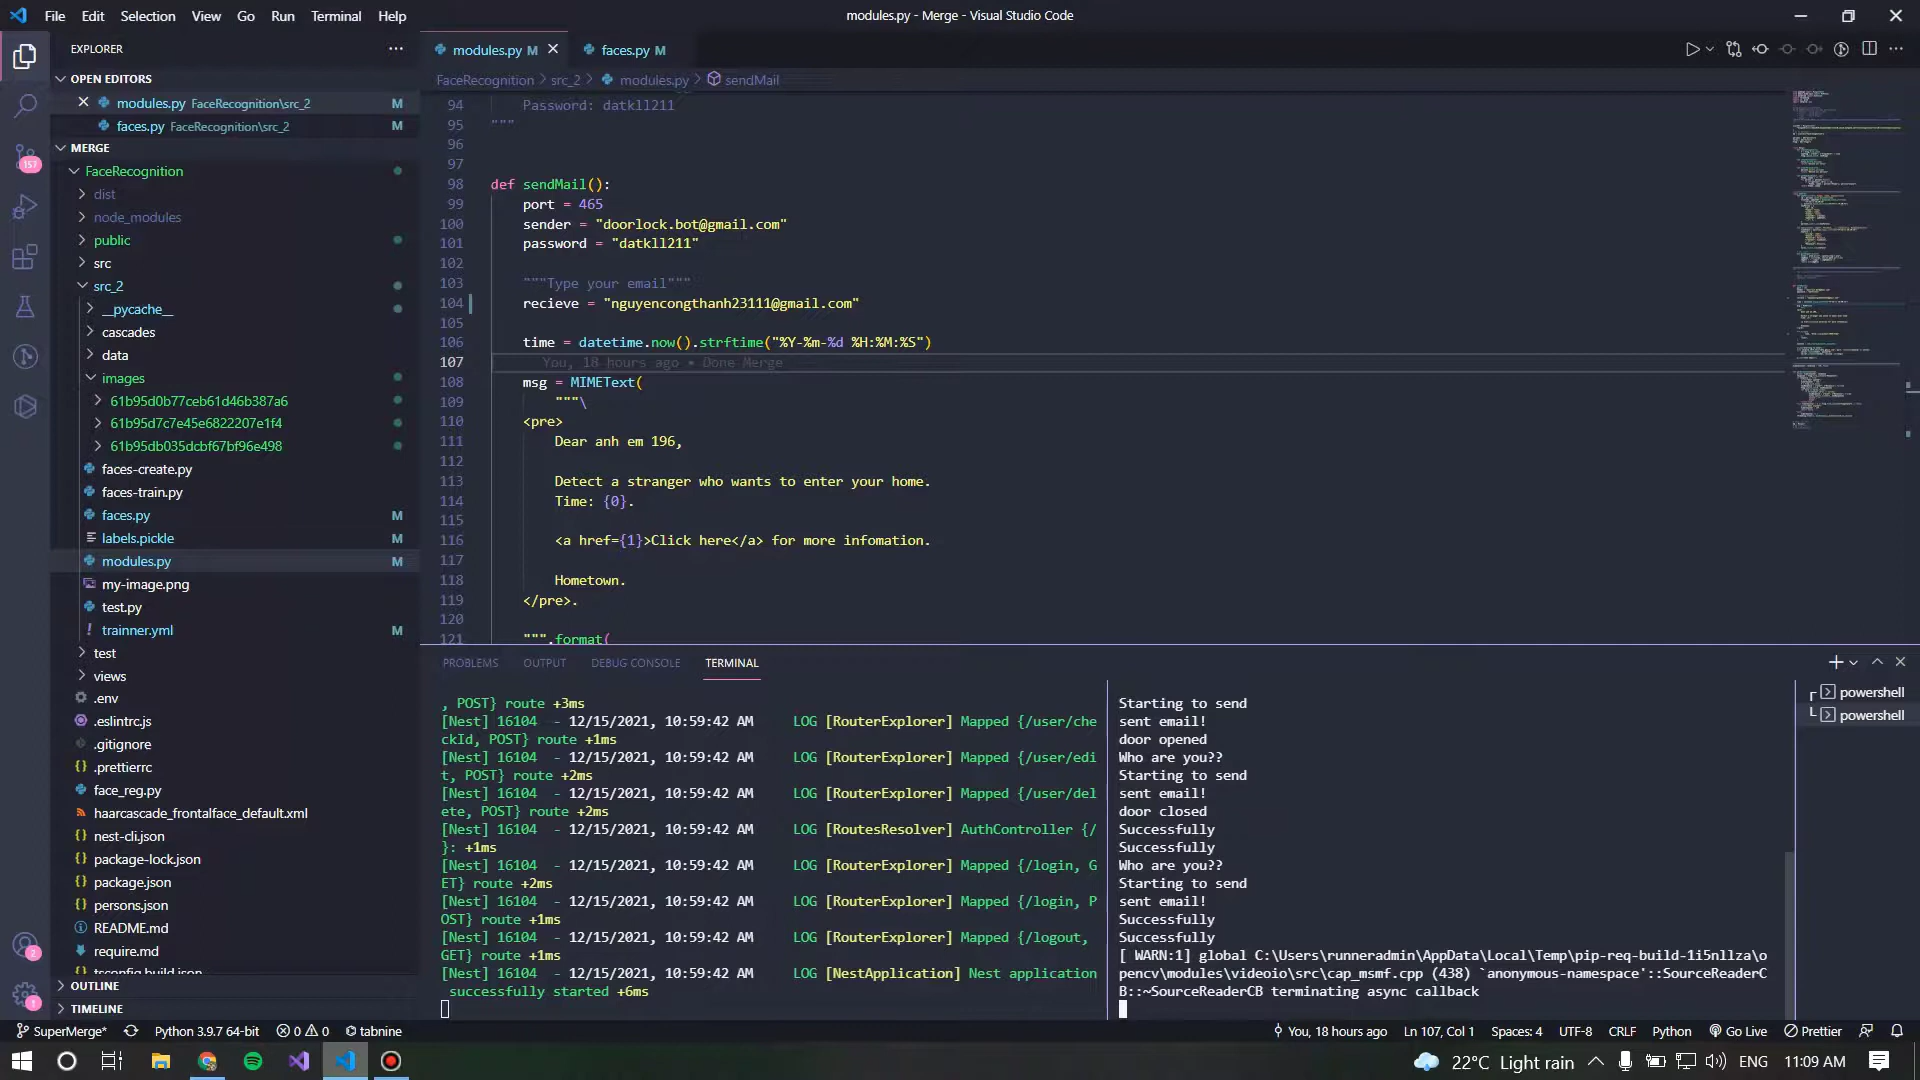 File Edit Selection View Go Run Terminal Help
modules.py - Merge - Visual Studio Code
EXPLORER
OPEN EDITORS
modules.py FaceRecognition\src_2 M
faces.py FaceRecognition\src_2 M
MERGE
FaceRecognition
dist
node_modules
public
src
src_2
__pycache__
cascades
data
images
61b95d0b77ceb61d46b387a6
61b95d7c7e45e6822207e1f4
61b95db035dcbf67bf96e498
faces-create.py
faces-train.py
faces.py M
labels.pickle M
modules.py M
my-image.png
test.py
trainner.yml M
test
views
.env
.eslintrc.js
.gitignore
.prettierrc
face_reg.py
haarcascade_frontalface_default.xml
nest-cli.json
package-lock.json
package.json
persons.json
README.md
require.md
tsconfig.build.json
OUTLINE
TIMELINE
157
2
1
modules.py M
faces.py M
FaceRecognition > src_2 > modules.py > sendMail
94 Password: datkll211
95 """
96
97
98 def sendMail():
99 port = 465
100 sender = "doorlock.bot@gmail.com"
101 password = "datkll211"
102
103 """Type your email"""
104 recieve = "nguyencongthanh23111@gmail.com"
105
106 time = datetime.now().strftime("%Y-%m-%d %H:%M:%S")
107 You, 18 hours ago • Done Merge
108 msg = MIMEText(
109 """\
110 <pre>
111 Dear anh em 196,
112
113 Detect a stranger who wants to enter your home.
114 Time: {0}.
115
116 <a href={1}>Click here</a> for more infomation.
117
118 Hometown.
119 </pre>.
120
121 """.format(
PROBLEMS OUTPUT DEBUG CONSOLE TERMINAL
, POST} route +3ms
[Nest] 16104 - 12/15/2021, 10:59:42 AM LOG [RouterExplorer] Mapped {/user/che
ckId, POST} route +1ms
[Nest] 16104 - 12/15/2021, 10:59:42 AM LOG [RouterExplorer] Mapped {/user/edi
t, POST} route +2ms
[Nest] 16104 - 12/15/2021, 10:59:42 AM LOG [RouterExplorer] Mapped {/user/del
ete, POST} route +2ms
[Nest] 16104 - 12/15/2021, 10:59:42 AM LOG [RoutesResolver] AuthController {/
}: +1ms
[Nest] 16104 - 12/15/2021, 10:59:42 AM LOG [RouterExplorer] Mapped {/login, G
ET} route +2ms
[Nest] 16104 - 12/15/2021, 10:59:42 AM LOG [RouterExplorer] Mapped {/login, P
OST} route +1ms
[Nest] 16104 - 12/15/2021, 10:59:42 AM LOG [RouterExplorer] Mapped {/logout,
GET} route +1ms
[Nest] 16104 - 12/15/2021, 10:59:42 AM LOG [NestApplication] Nest application
successfully started +6ms
Starting to send
sent email!
door opened
Who are you??
Starting to send
sent email!
door closed
Successfully
Successfully
Who are you??
Starting to send
sent email!
Successfully
Successfully
[ WARN:1] global C:\Users\runneradmin\AppData\Local\Temp\pip-req-build-1i5nllza\o
pencv\modules\videoio\src\cap_msmf.cpp (438) `anonymous-namespace'::SourceReaderC
B::~SourceReaderCB terminating async callback
powershell
powershell
SuperMerge* Python 3.9.7 64-bit 0 0 tabnine You, 18 hours ago Ln 107, Col 1 Spaces: 4 UTF-8 CRLF Python Go Live Prettier
22°C Light rain ENG 11:09 AM